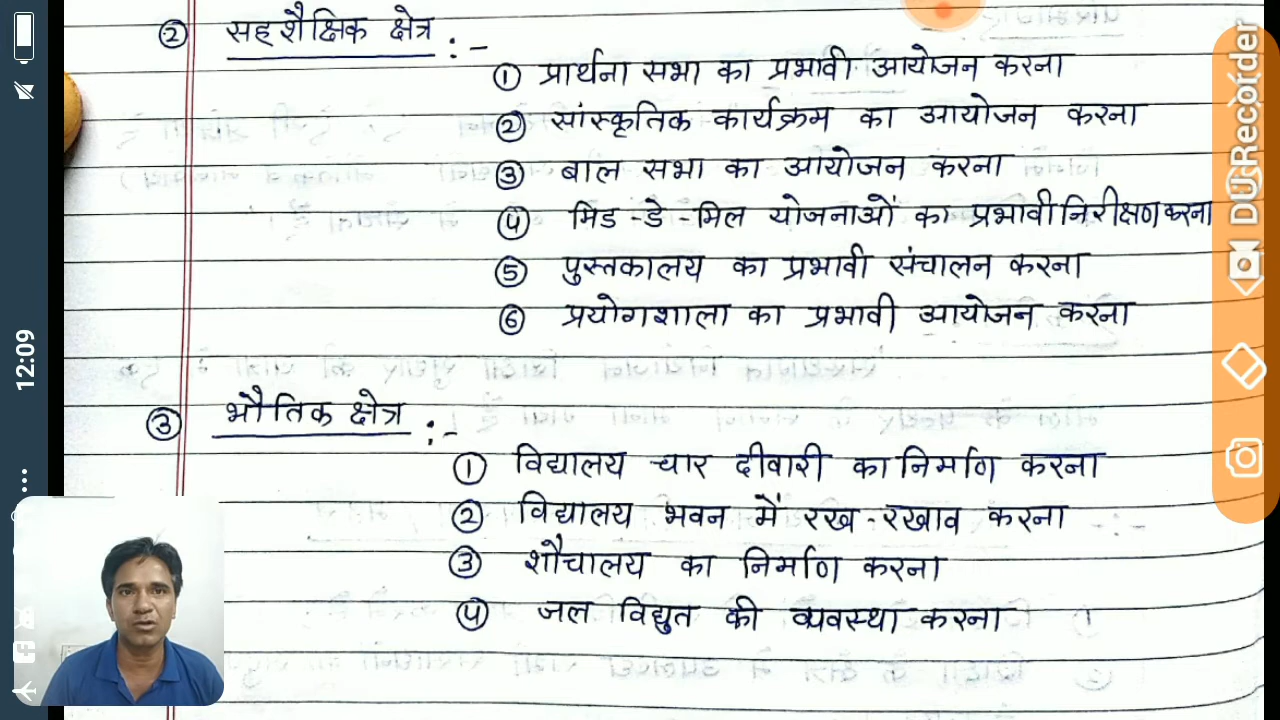 ② सहशैक्षिक क्षेत्र :-
① प्रार्थना सभा का प्रभावी आयोजन करना
② सांस्कृतिक कार्यक्रम का आयोजन करना
③ बाल सभा का आयोजन करना
④ मिड-डे-मिल योजनाओं का प्रभावी निरीक्षण करना
⑤ पुस्तकालय का प्रभावी संचालन करना
⑥ प्रयोगशाला का प्रभावी आयोजन करना
③ भौतिक क्षेत्र :-
① विद्यालय चार दीवारी का निर्माण करना
② विद्यालय भवन में रख-रखाव करना
③ शौचालय का निर्माण करना
④ जल विद्युत की व्यवस्था करना
12:09
DU Recorder